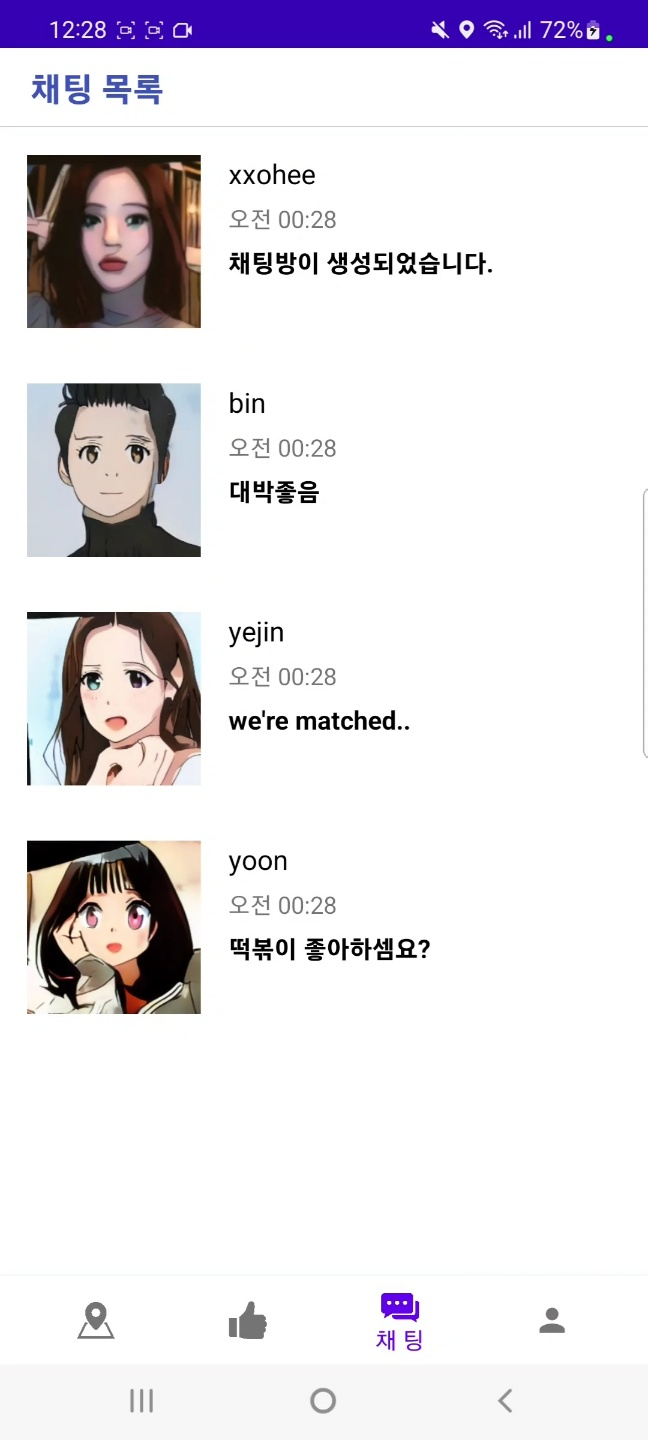 12:28 72%
채팅 목록
xxohee
오전 00:28
채팅방이 생성되었습니다.
bin
오전 00:28
대박좋음
yejin
오전 00:28
we're matched..
yoon
오전 00:28
떡볶이 좋아하셈요?
채 팅